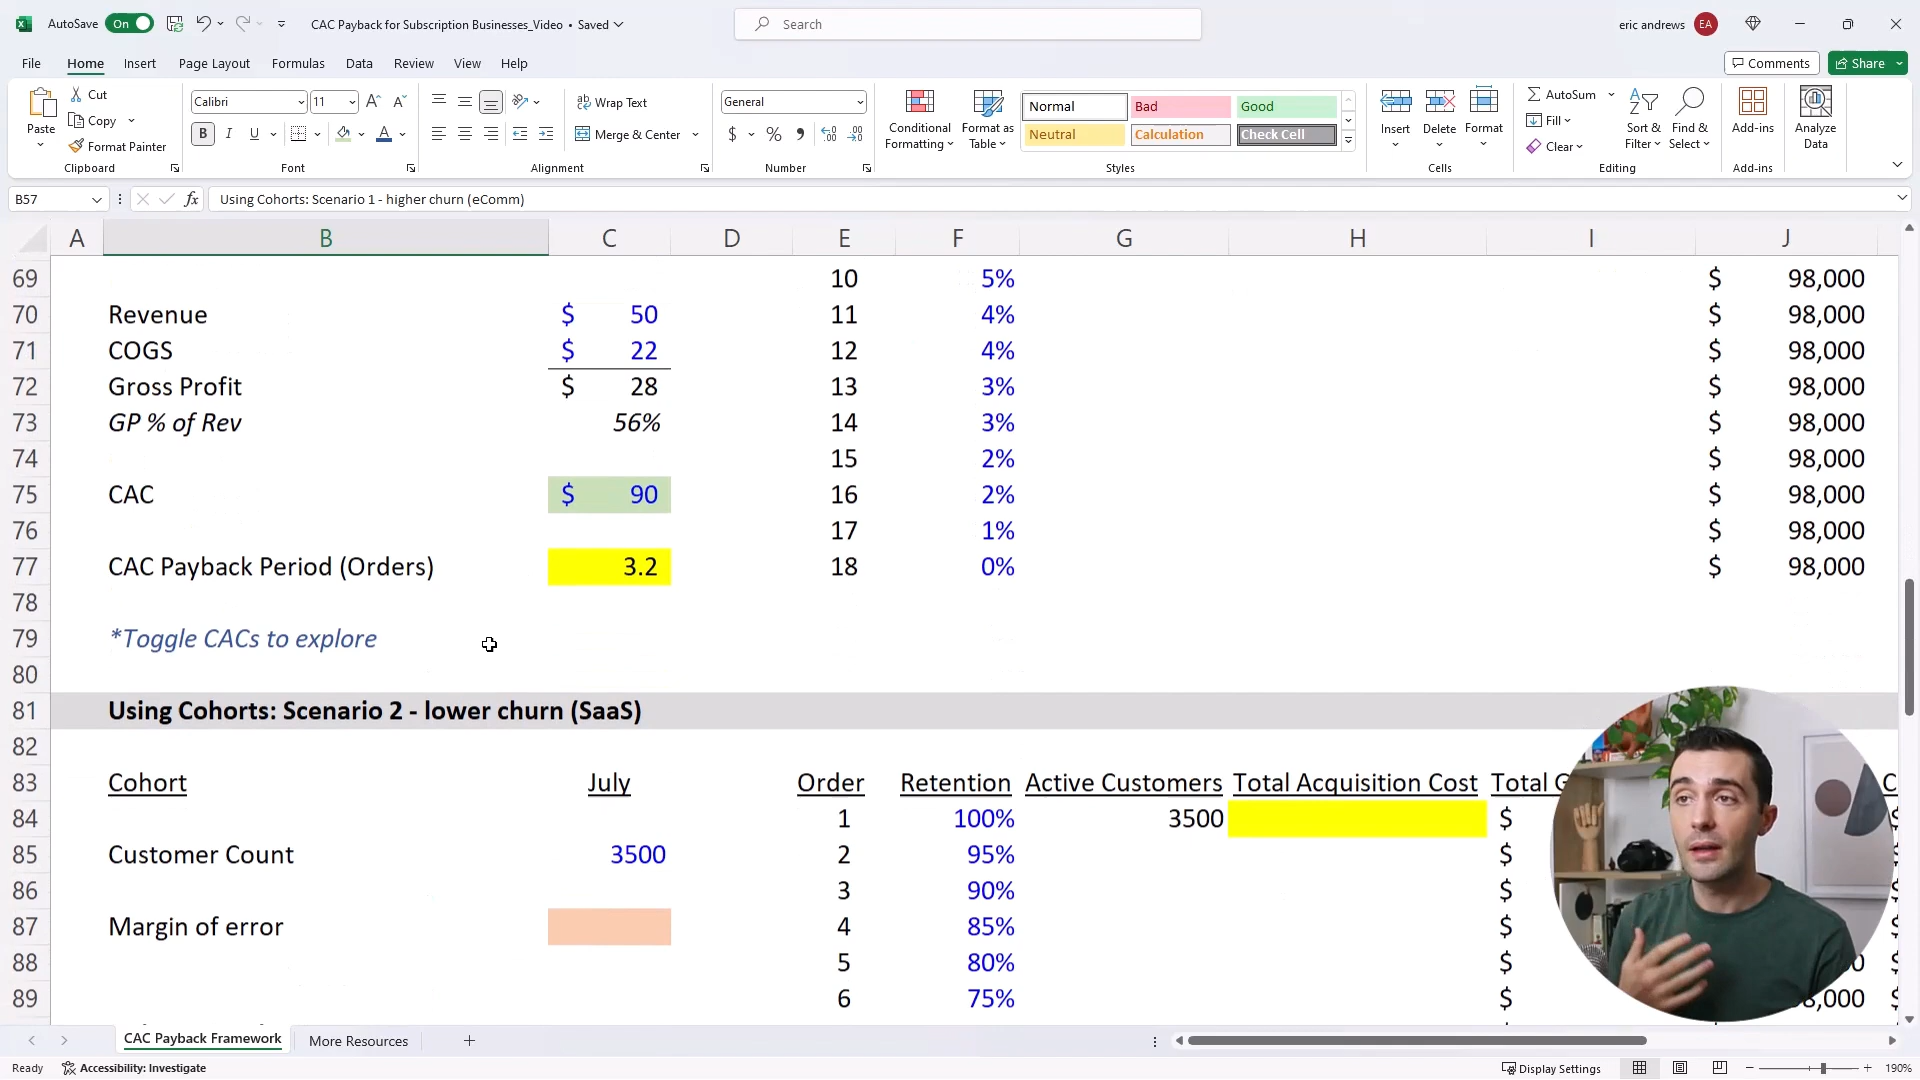 AutoSave On CAC Payback for Subscription Businesses_Video • Saved Search eric andrews EA
File Home Insert Page Layout Formulas Data Review View Help Comments Share
Paste Cut Copy Format Painter Clipboard
Calibri 11 B I U Font
Wrap Text Merge & Center Alignment
General $ % , Number
Conditional Formatting Format as Table
Normal Bad Good
Neutral Calculation Check Cell
Styles
Insert Delete Format Cells
AutoSum Fill Clear Sort & Filter Find & Select Editing
Add-ins Add-ins
Analyze Data
B57 fx Using Cohorts: Scenario 1 - higher churn (eComm)
A B C D E F G H I J
69 10 5% $ 98,000
70 Revenue $ 50 11 4% $ 98,000
71 COGS $ 22 12 4% $ 98,000
72 Gross Profit $ 28 13 3% $ 98,000
73 GP % of Rev 56% 14 3% $ 98,000
74 15 2% $ 98,000
75 CAC $ 90 16 2% $ 98,000
76 17 1% $ 98,000
77 CAC Payback Period (Orders) 3.2 18 0% $ 98,000
78
79 *Toggle CACs to explore
80
81 Using Cohorts: Scenario 2 - lower churn (SaaS)
82
83 Cohort July Order Retention Active Customers Total Acquisition Cost Total G C
84 1 100% 3500 $
85 Customer Count 3500 2 95% $
86 3 90% $
87 Margin of error 4 85% $
88 5 80% $
89 6 75% $ 8,000
CAC Payback Framework More Resources +
Ready Accessibility: Investigate Display Settings 190%